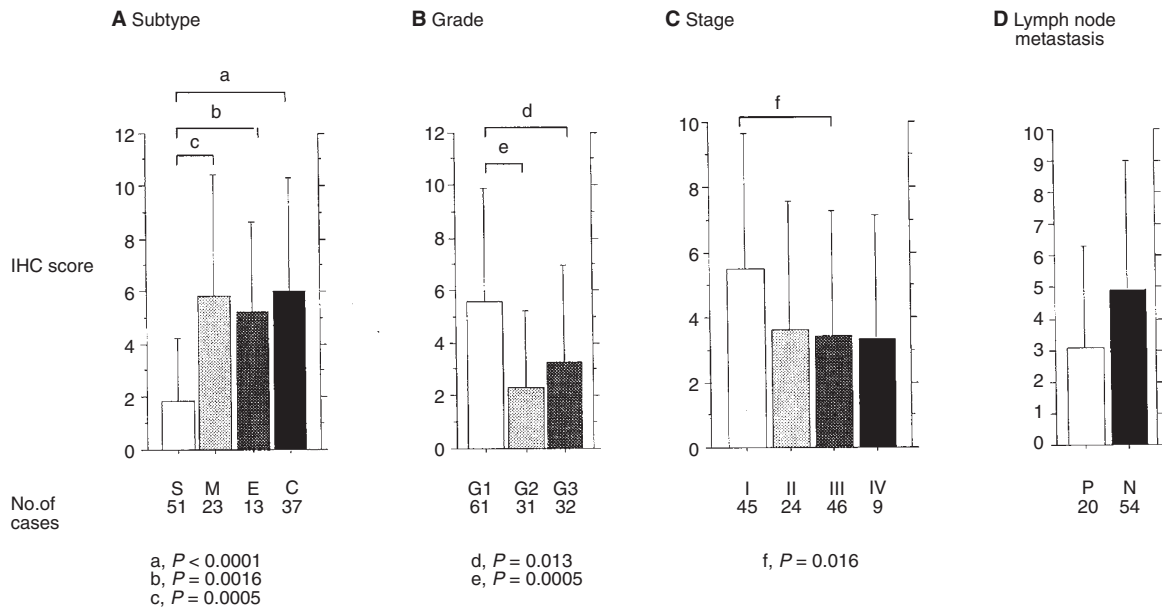 A Subtype
B Grade
C Stage
D Lymph node
metastasis
IHC score
a
b
c
12
10
8
6
4
2
0
S M E C
51 23 13 37
d
e
12
10
8
6
4
2
0
G1 G2 G3
61 31 32
f
10
8
6
4
2
0
I II III IV
45 24 46 9
10
9
8
7
6
5
4
3
2
1
0
P N
20 54
No.of
cases
a, P < 0.0001
b, P = 0.0016
c, P = 0.0005
d, P = 0.013
e, P = 0.0005
f, P = 0.016